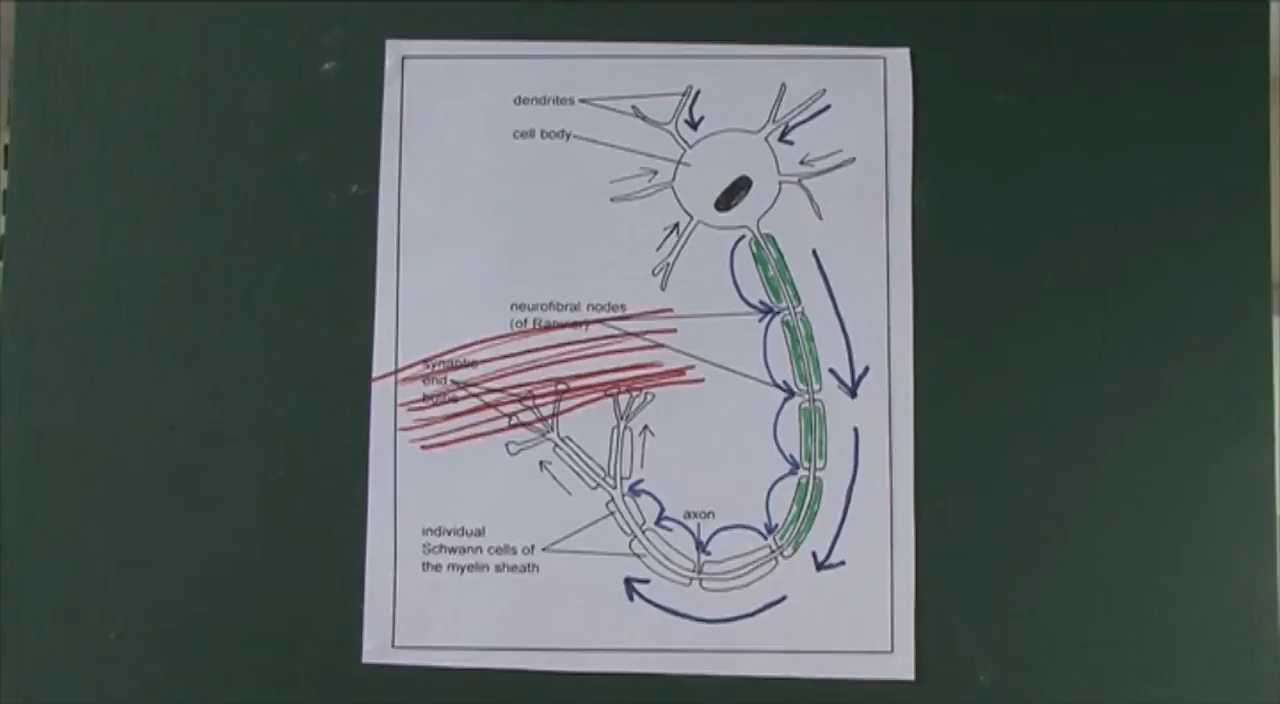 dendrites
cell body
neurofibral nodes
(of Ranvier)
synaptic
end
bulbs
axon
individual
Schwann cells of
the myelin sheath